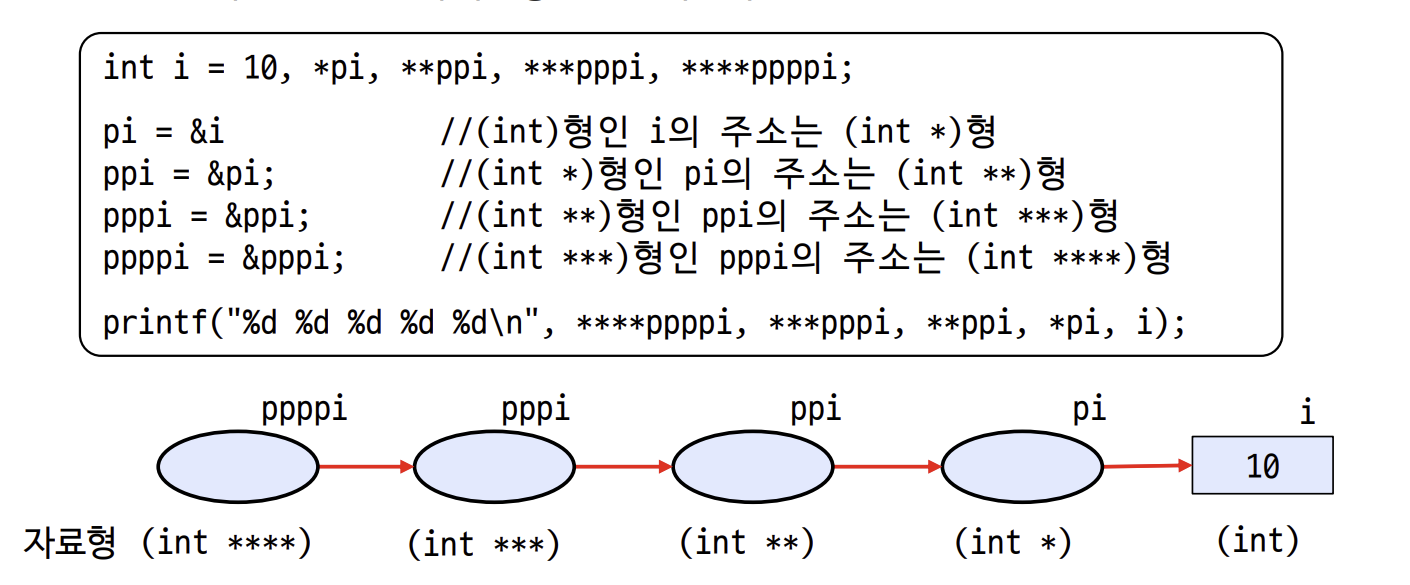 int i = 10, *pi, **ppi, ***pppi, ****ppppi;
pi = &i //(int)형인 i의 주소는 (int *)형
ppi = &pi; //(int *)형인 pi의 주소는 (int **)형
pppi = &ppi; //(int **)형인 ppi의 주소는 (int ***)형
ppppi = &pppi; //(int ***)형인 pppi의 주소는 (int ****)형
printf("%d %d %d %d %d\n", ****ppppi, ***pppi, **ppi, *pi, i);
ppppi pppi ppi pi i
10
자료형 (int ****) (int ***) (int **) (int *) (int)